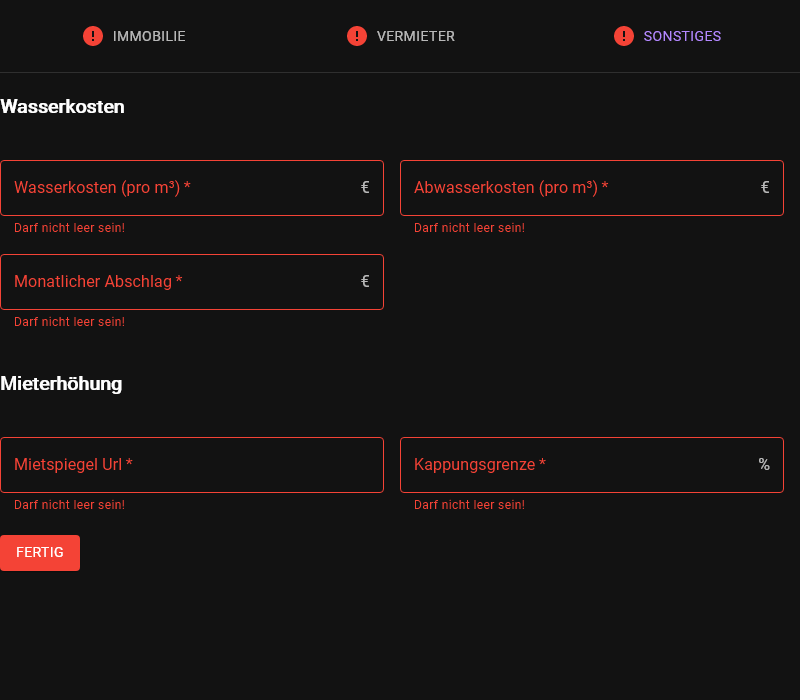 IMMOBILIE VERMIETER SONSTIGES
Wasserkosten
Wasserkosten (pro m³) * € Abwasserkosten (pro m³) * €
Darf nicht leer sein! Darf nicht leer sein!
Monatlicher Abschlag * €
Darf nicht leer sein!
Mieterhöhung
Mietspiegel Url * Kappungsgrenze * %
Darf nicht leer sein! Darf nicht leer sein!
FERTIG